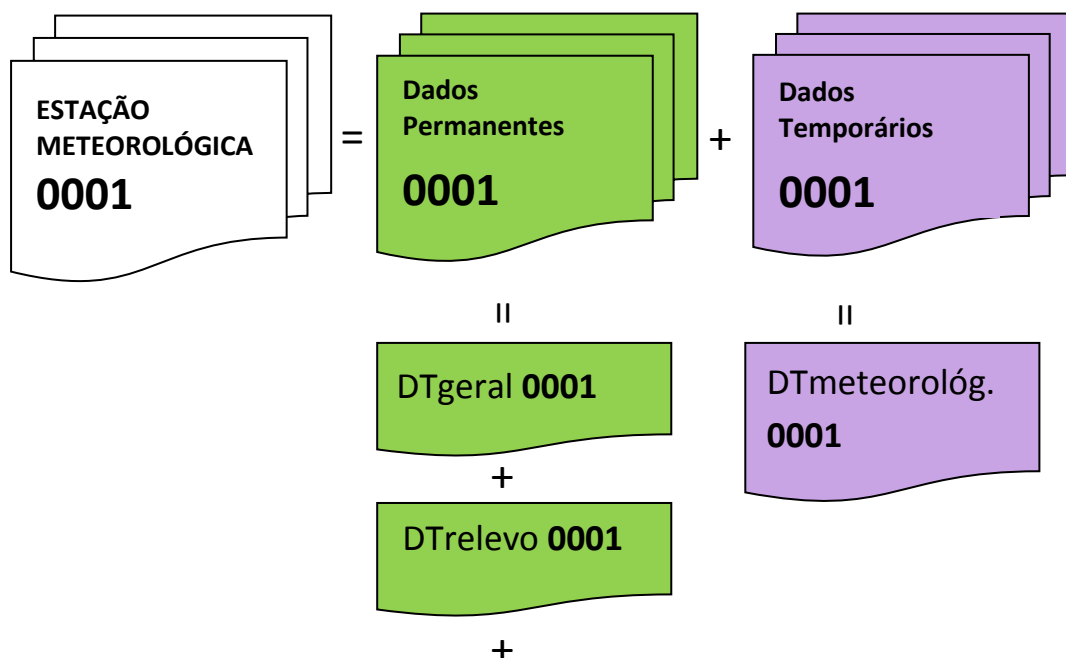 ESTAÇÃO
METEOROLÓGICA
0001
=
Dados
Permanentes
0001
+
Dados
Temporários
0001
=
=
DTgeral 0001
DTmeteorológ.
0001
+
DTrelevo 0001
+